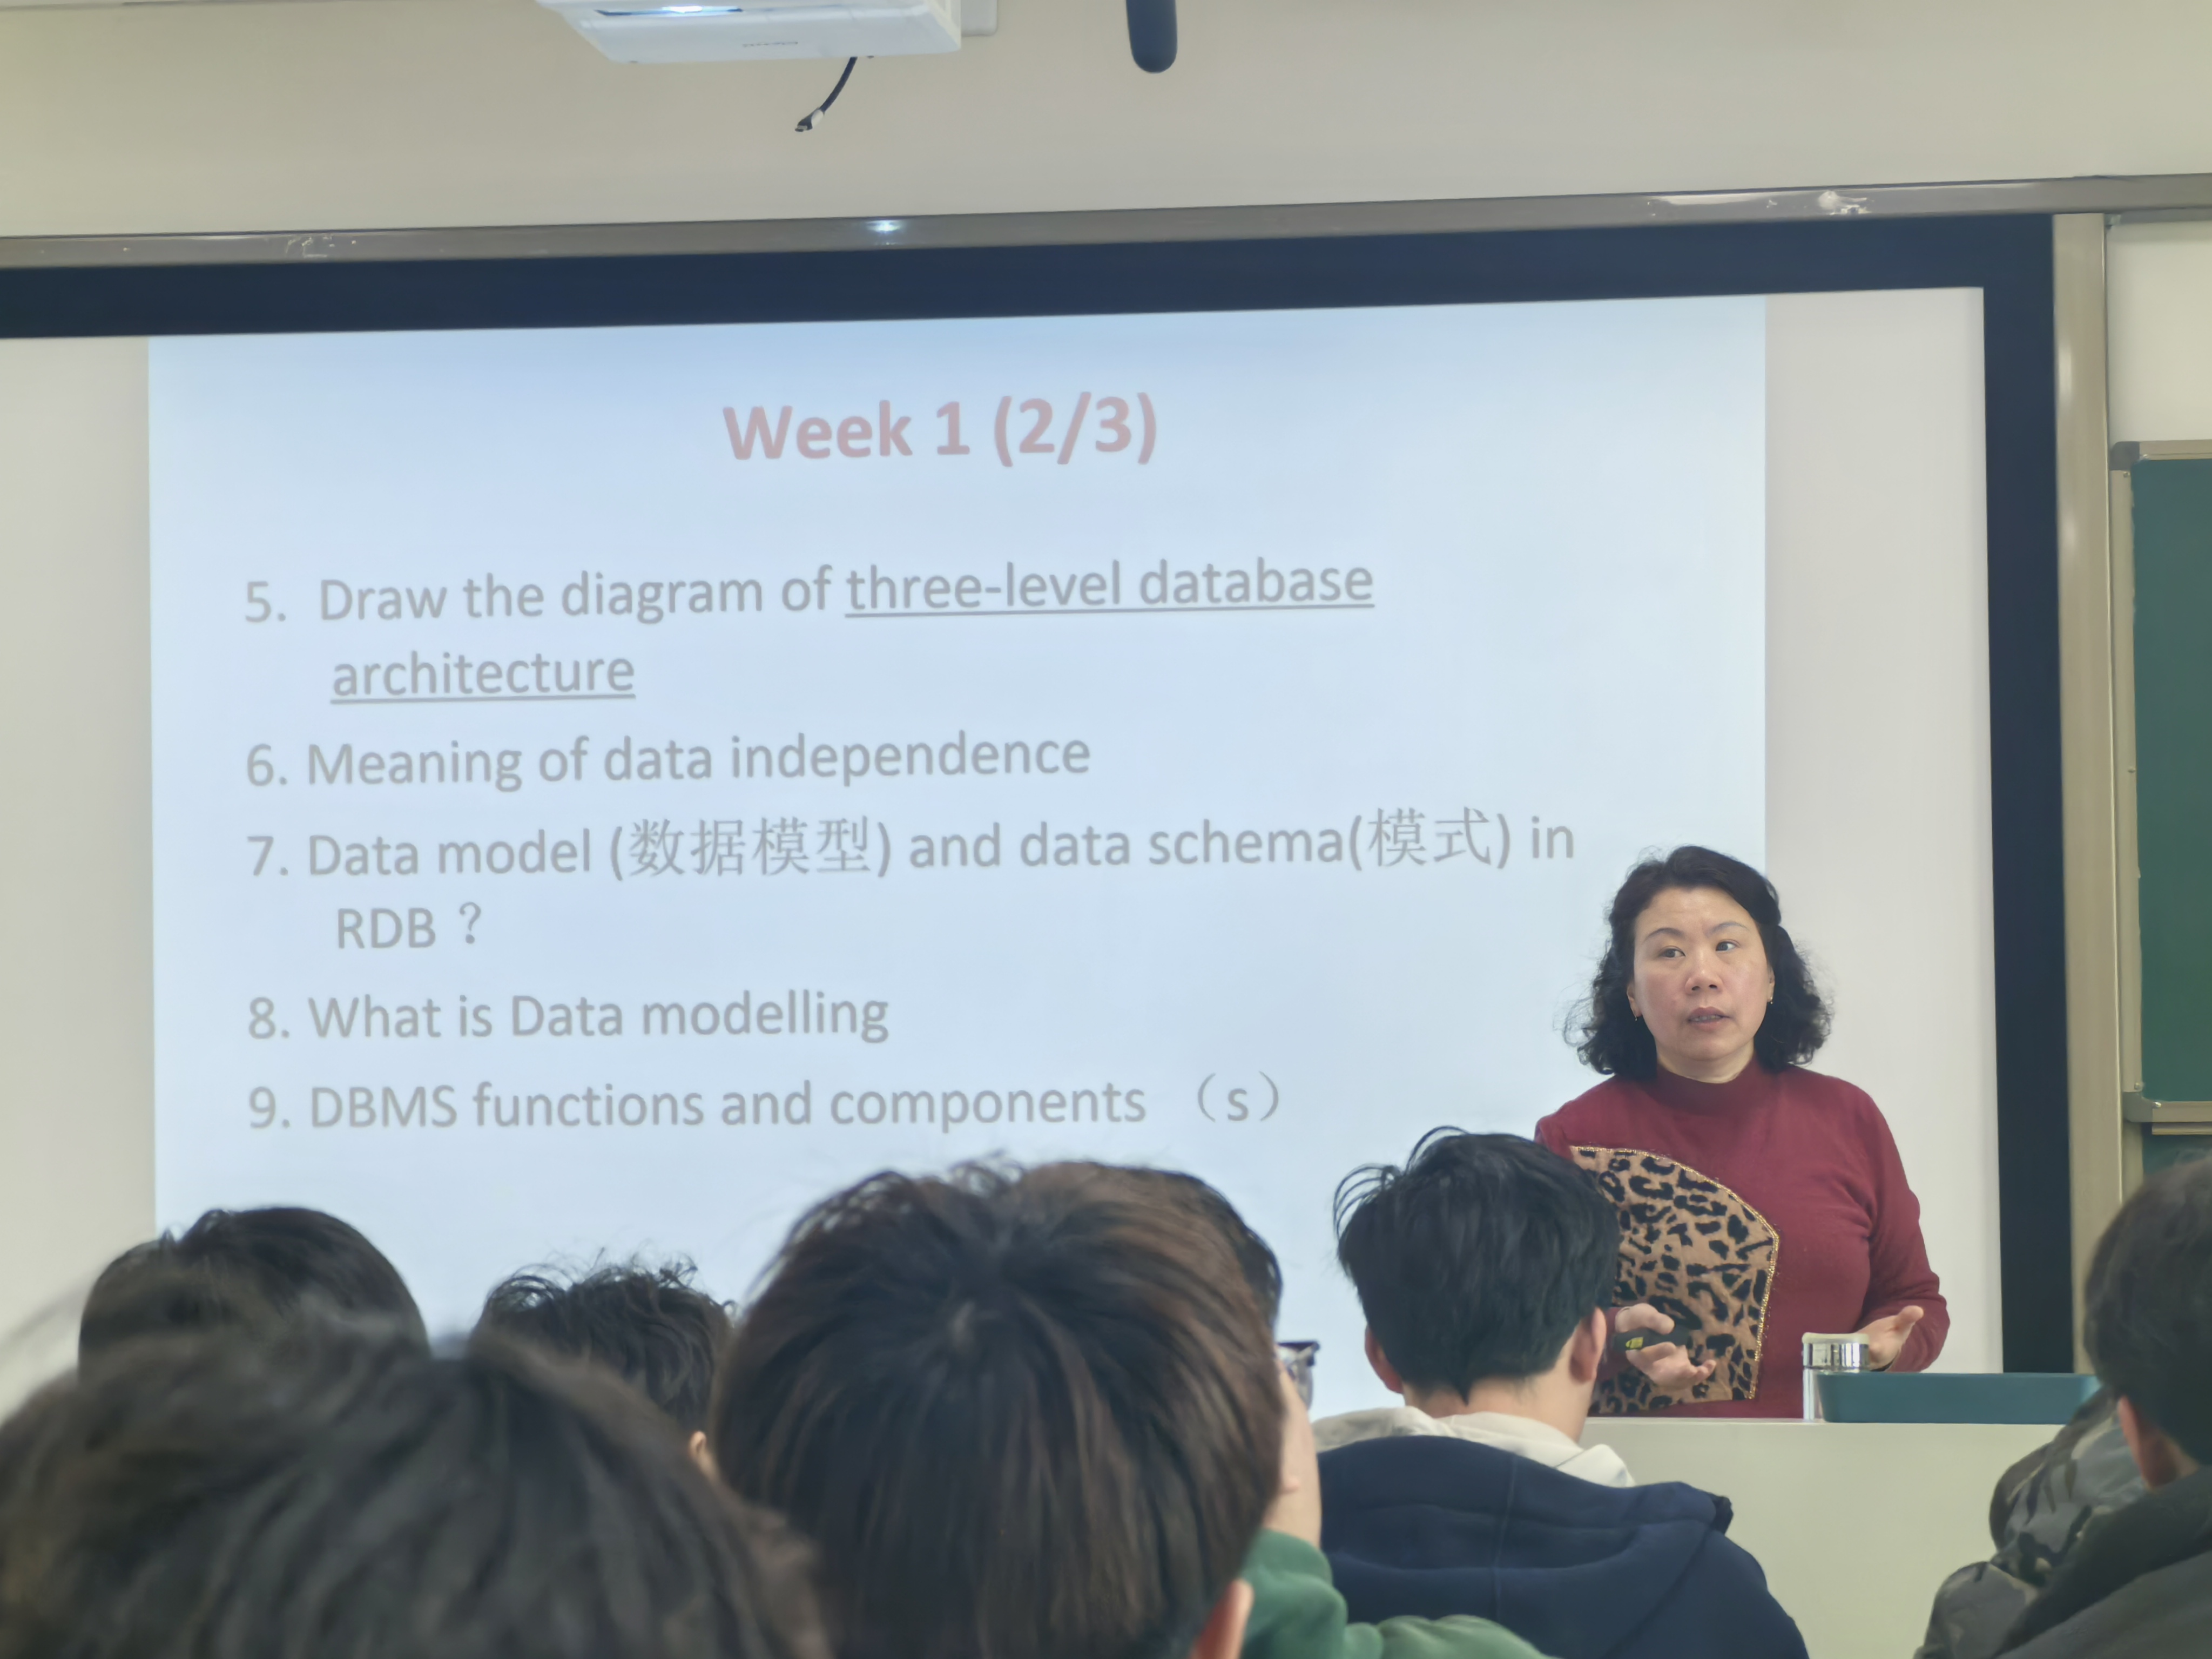 Week 1 (2/3)
5. Draw the diagram of three-level database
architecture
6. Meaning of data independence
7. Data model (数据模型) and data schema(模式) in
RDB ？
8. What is Data modelling
9. DBMS functions and components （s）